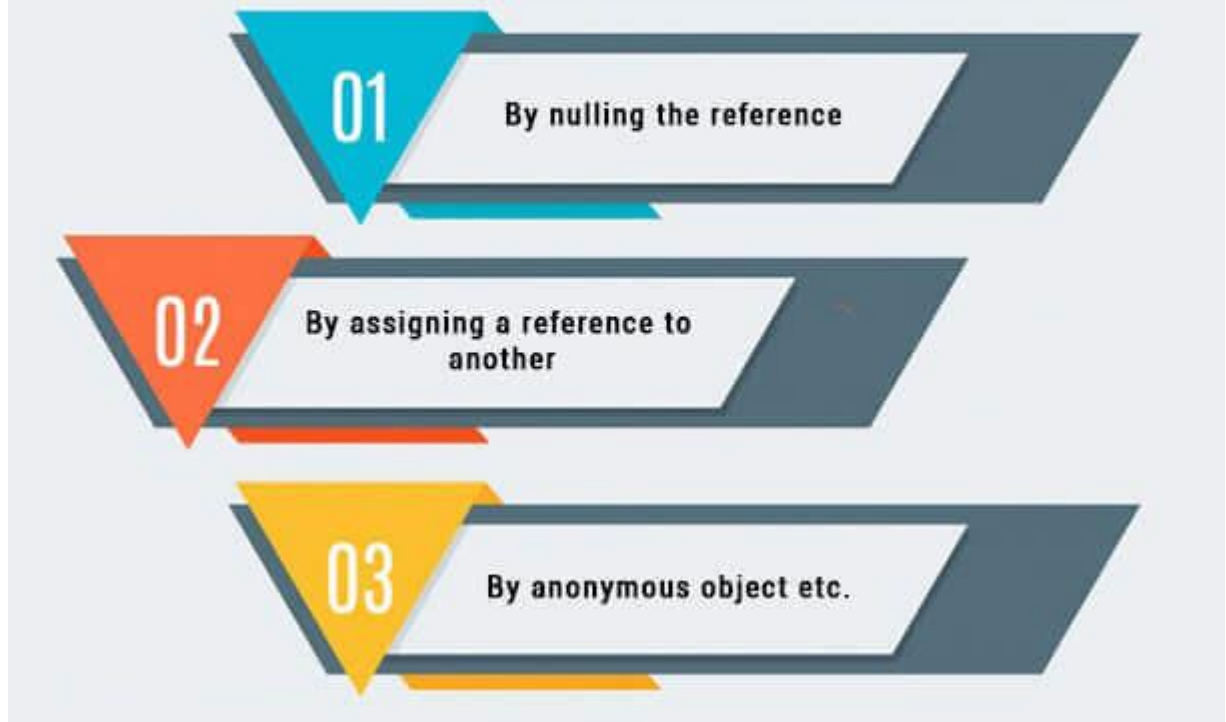 01
By nulling the reference
02
By assigning a reference to
another
03
By anonymous object etc.